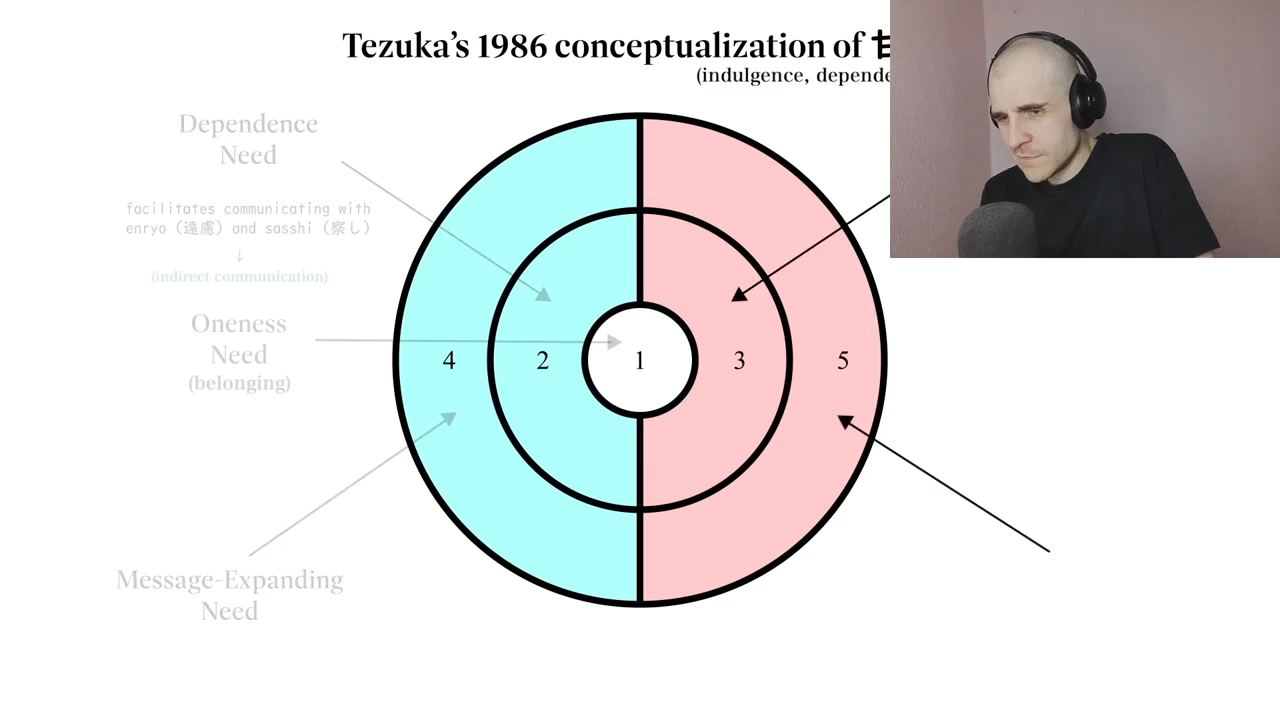 Tezuka's 1986 conceptualization of 甘
(indulgence, depende
Dependence
Need
facilitates communicating with
enryo (遠慮) and sasshi (察し)
↓
(indirect communication)
Oneness
Need
(belonging)
4
2
1
3
5
Message-Expanding
Need